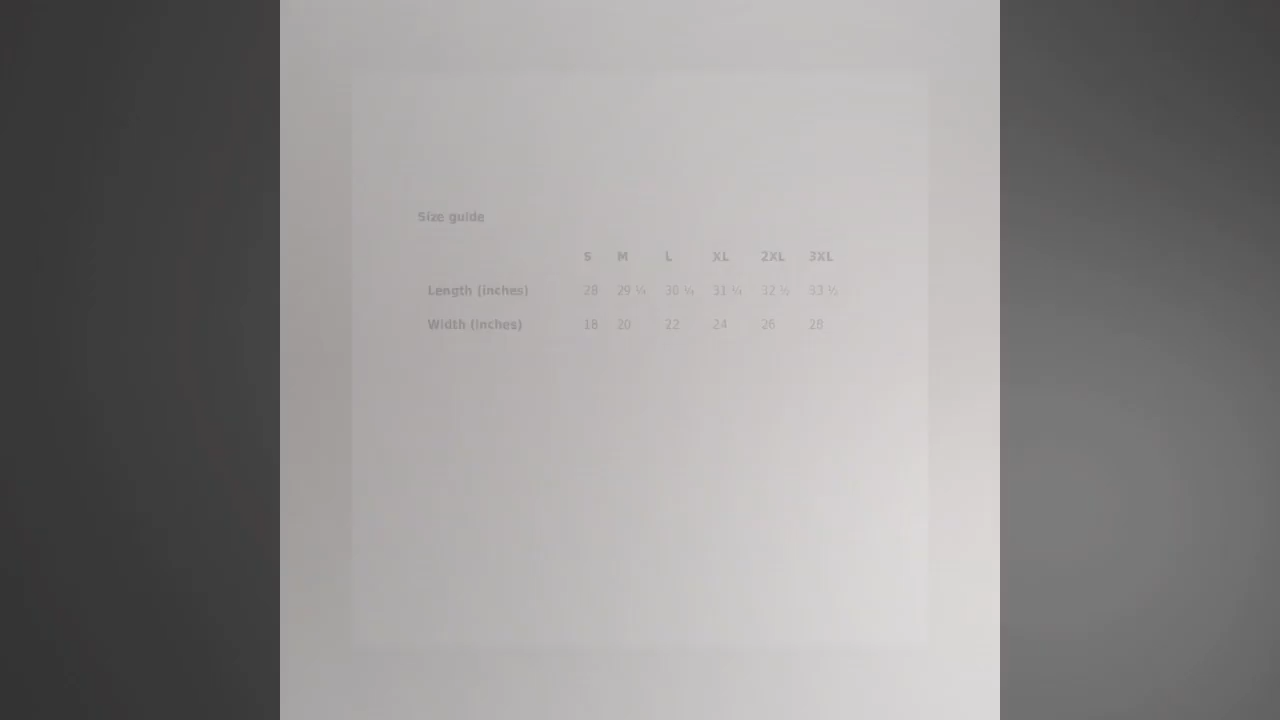 Size guide
S M L XL 2XL 3XL
Length (inches) 28 29 ¼ 30 ¼ 31 ¼ 32 ½ 33 ½
Width (inches) 18 20 22 24 26 28